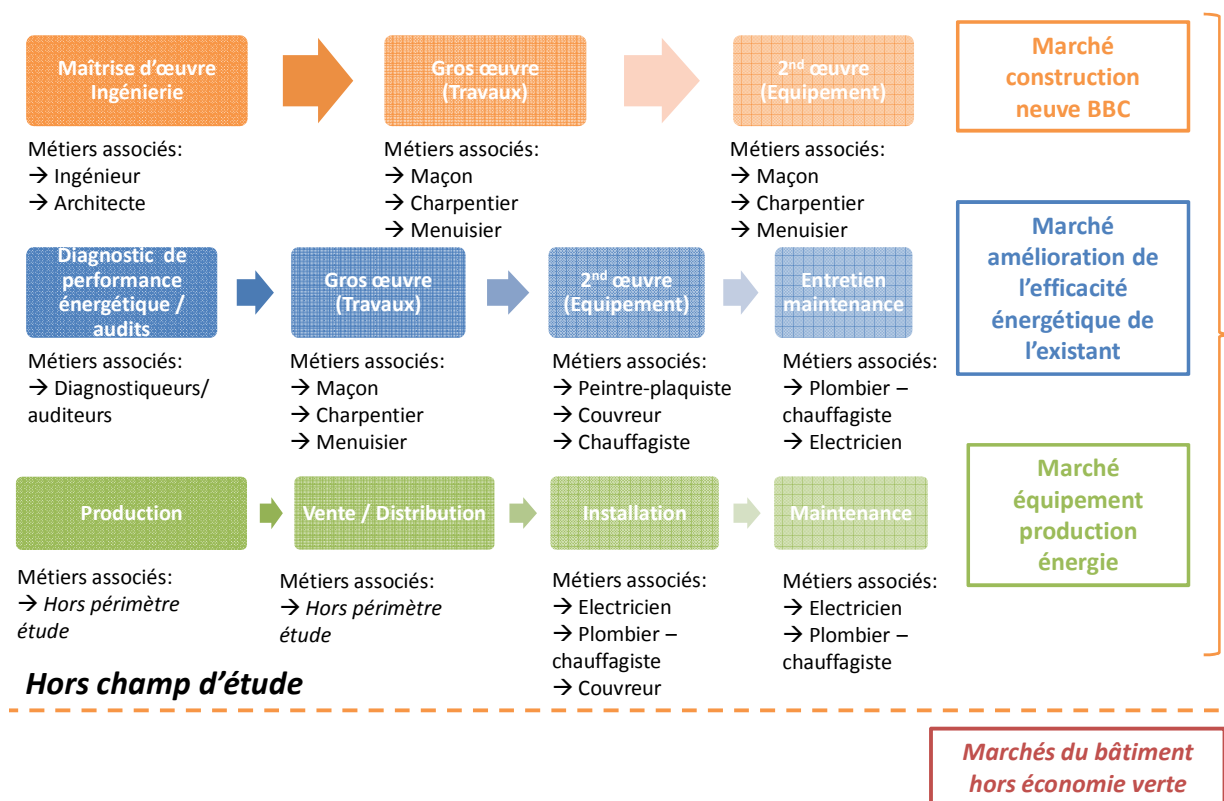 Maîtrise d'œuvre
Ingénierie
Gros œuvre
(Travaux)
2nd œuvre
(Equipement)
Marché
construction
neuve BBC
Métiers associés:
→ Ingénieur
→ Architecte
Métiers associés:
→ Maçon
→ Charpentier
→ Menuisier
Métiers associés:
→ Maçon
→ Charpentier
→ Menuisier
Diagnostic de
performance
énergétique /
audits
Gros œuvre
(Travaux)
2nd œuvre
(Equipement)
Entretien
maintenance
Marché
amélioration de
l'efficacité
énergétique de
l'existant
Métiers associés:
→ Diagnostiqueurs/
auditeurs
Métiers associés:
→ Maçon
→ Charpentier
→ Menuisier
Métiers associés:
→ Peintre-plaquiste
→ Couvreur
→ Chauffagiste
Métiers associés:
→ Plombier –
chauffagiste
→ Electricien
Production
Vente / Distribution
Installation
Maintenance
Marché
équipement
production
énergie
Métiers associés:
→ Hors périmètre
étude
Métiers associés:
→ Hors périmètre
étude
Métiers associés:
→ Electricien
→ Plombier –
chauffagiste
→ Couvreur
Métiers associés:
→ Electricien
→ Plombier –
chauffagiste
Hors champ d'étude
Marchés du bâtiment
hors économie verte